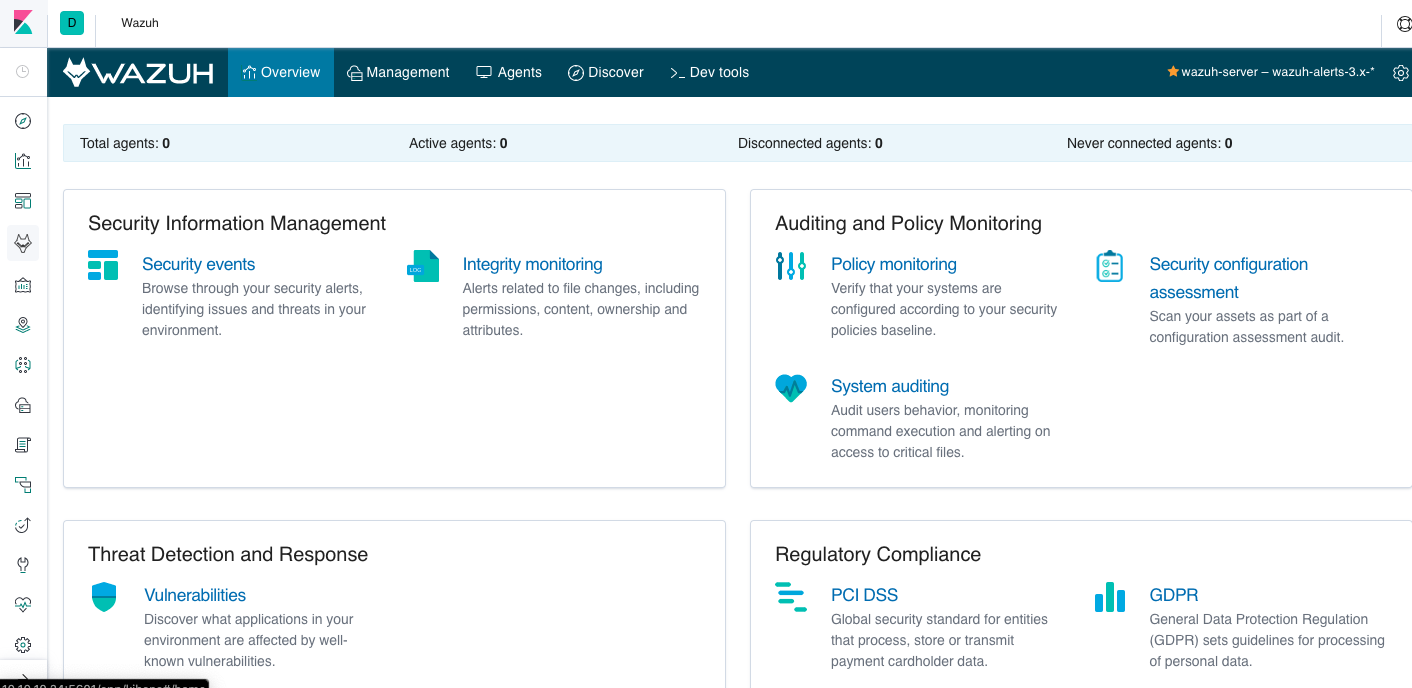 D Wazuh
WAZUH Overview Management Agents Discover >_ Dev tools wazuh-server – wazuh-alerts-3.x-*
Total agents: 0 Active agents: 0 Disconnected agents: 0 Never connected agents: 0
Security Information Management
Security events
Browse through your security alerts,
identifying issues and threats in your
environment.
LOG
Integrity monitoring
Alerts related to file changes, including
permissions, content, ownership and
attributes.
Auditing and Policy Monitoring
Policy monitoring
Verify that your systems are
configured according to your security
policies baseline.
Security configuration
assessment
Scan your assets as part of a
configuration assessment audit.
System auditing
Audit users behavior, monitoring
command execution and alerting on
access to critical files.
Threat Detection and Response
Vulnerabilities
Discover what applications in your
environment are affected by well-
known vulnerabilities.
Regulatory Compliance
PCI DSS
Global security standard for entities
that process, store or transmit
payment cardholder data.
GDPR
General Data Protection Regulation
(GDPR) sets guidelines for processing
of personal data.